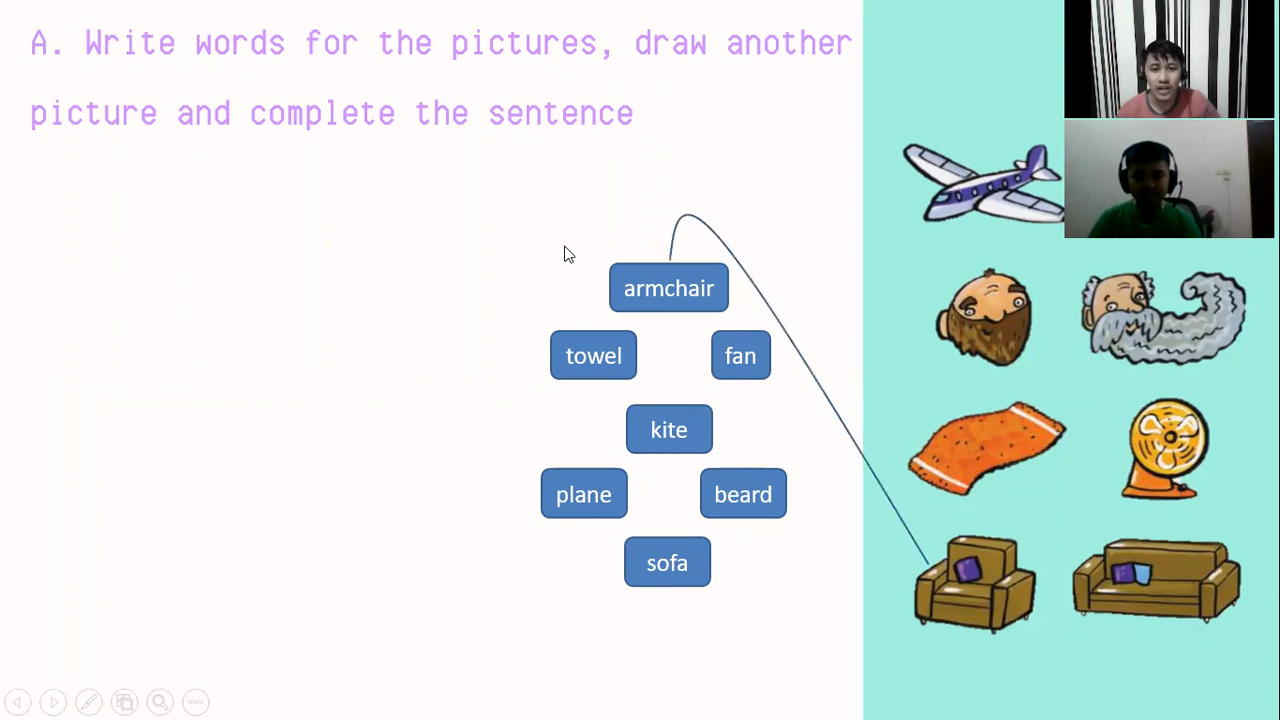 A. Write words for the pictures, draw another
picture and complete the sentence
armchair
towel
fan
kite
plane
beard
sofa